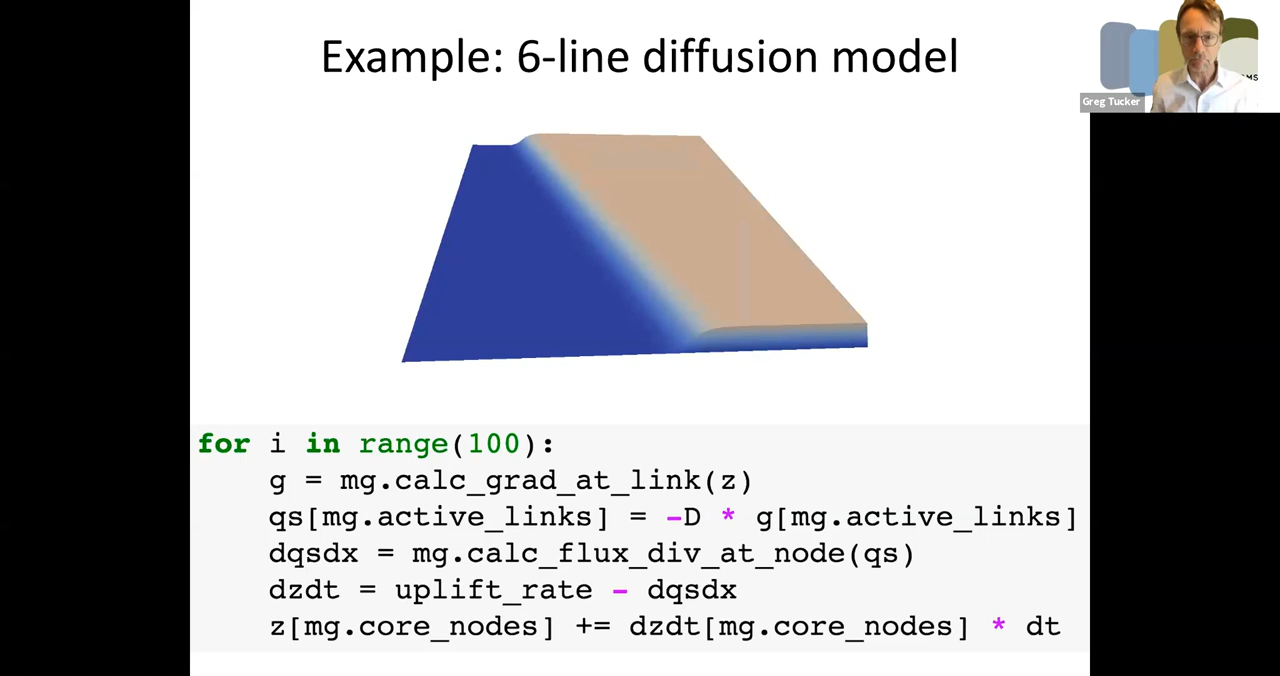 Example: 6-line diffusion model
MS
Greg Tucker
for i in range(100):
    g = mg.calc_grad_at_link(z)
    qs[mg.active_links] = -D * g[mg.active_links]
    dqsdx = mg.calc_flux_div_at_node(qs)
    dzdt = uplift_rate - dqsdx
    z[mg.core_nodes] += dzdt[mg.core_nodes] * dt